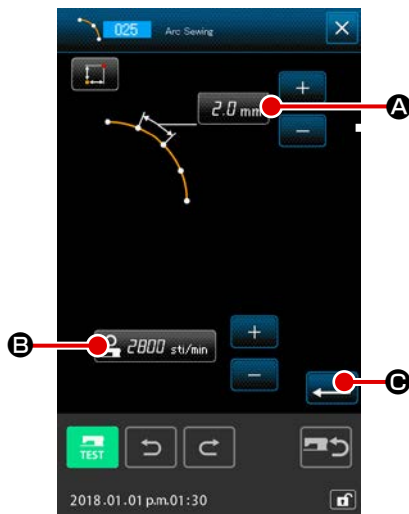 025 Arc Sewing
2.0 mm
A
B
2800 sti/min
C
TEST
2018.01.01 p.m.01:30